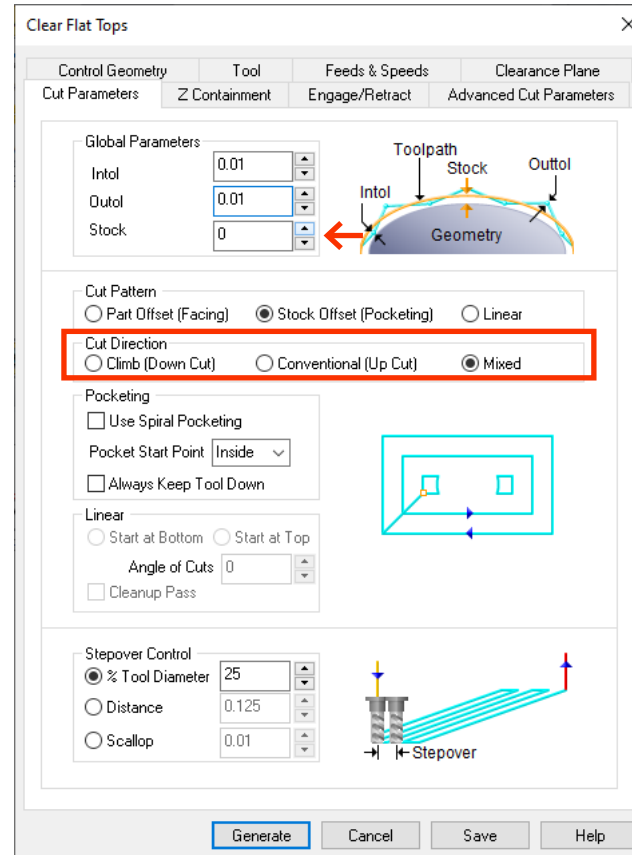 Clear Flat Tops
Control Geometry Tool Feeds & Speeds Clearance Plane
Cut Parameters Z Containment Engage/Retract Advanced Cut Parameters
Global Parameters
Intol 0.01
Outol 0.01
Stock 0
Toolpath
Stock Outtol
Intol
Geometry
Cut Pattern
Part Offset (Facing) Stock Offset (Pocketing) Linear
Cut Direction
Climb (Down Cut) Conventional (Up Cut) Mixed
Pocketing
Use Spiral Pocketing
Pocket Start Point Inside
Always Keep Tool Down
Linear
Start at Bottom Start at Top
Angle of Cuts 0
Cleanup Pass
Stepover Control
% Tool Diameter 25
Distance 0.125
Scallop 0.01
Stepover
Generate Cancel Save Help